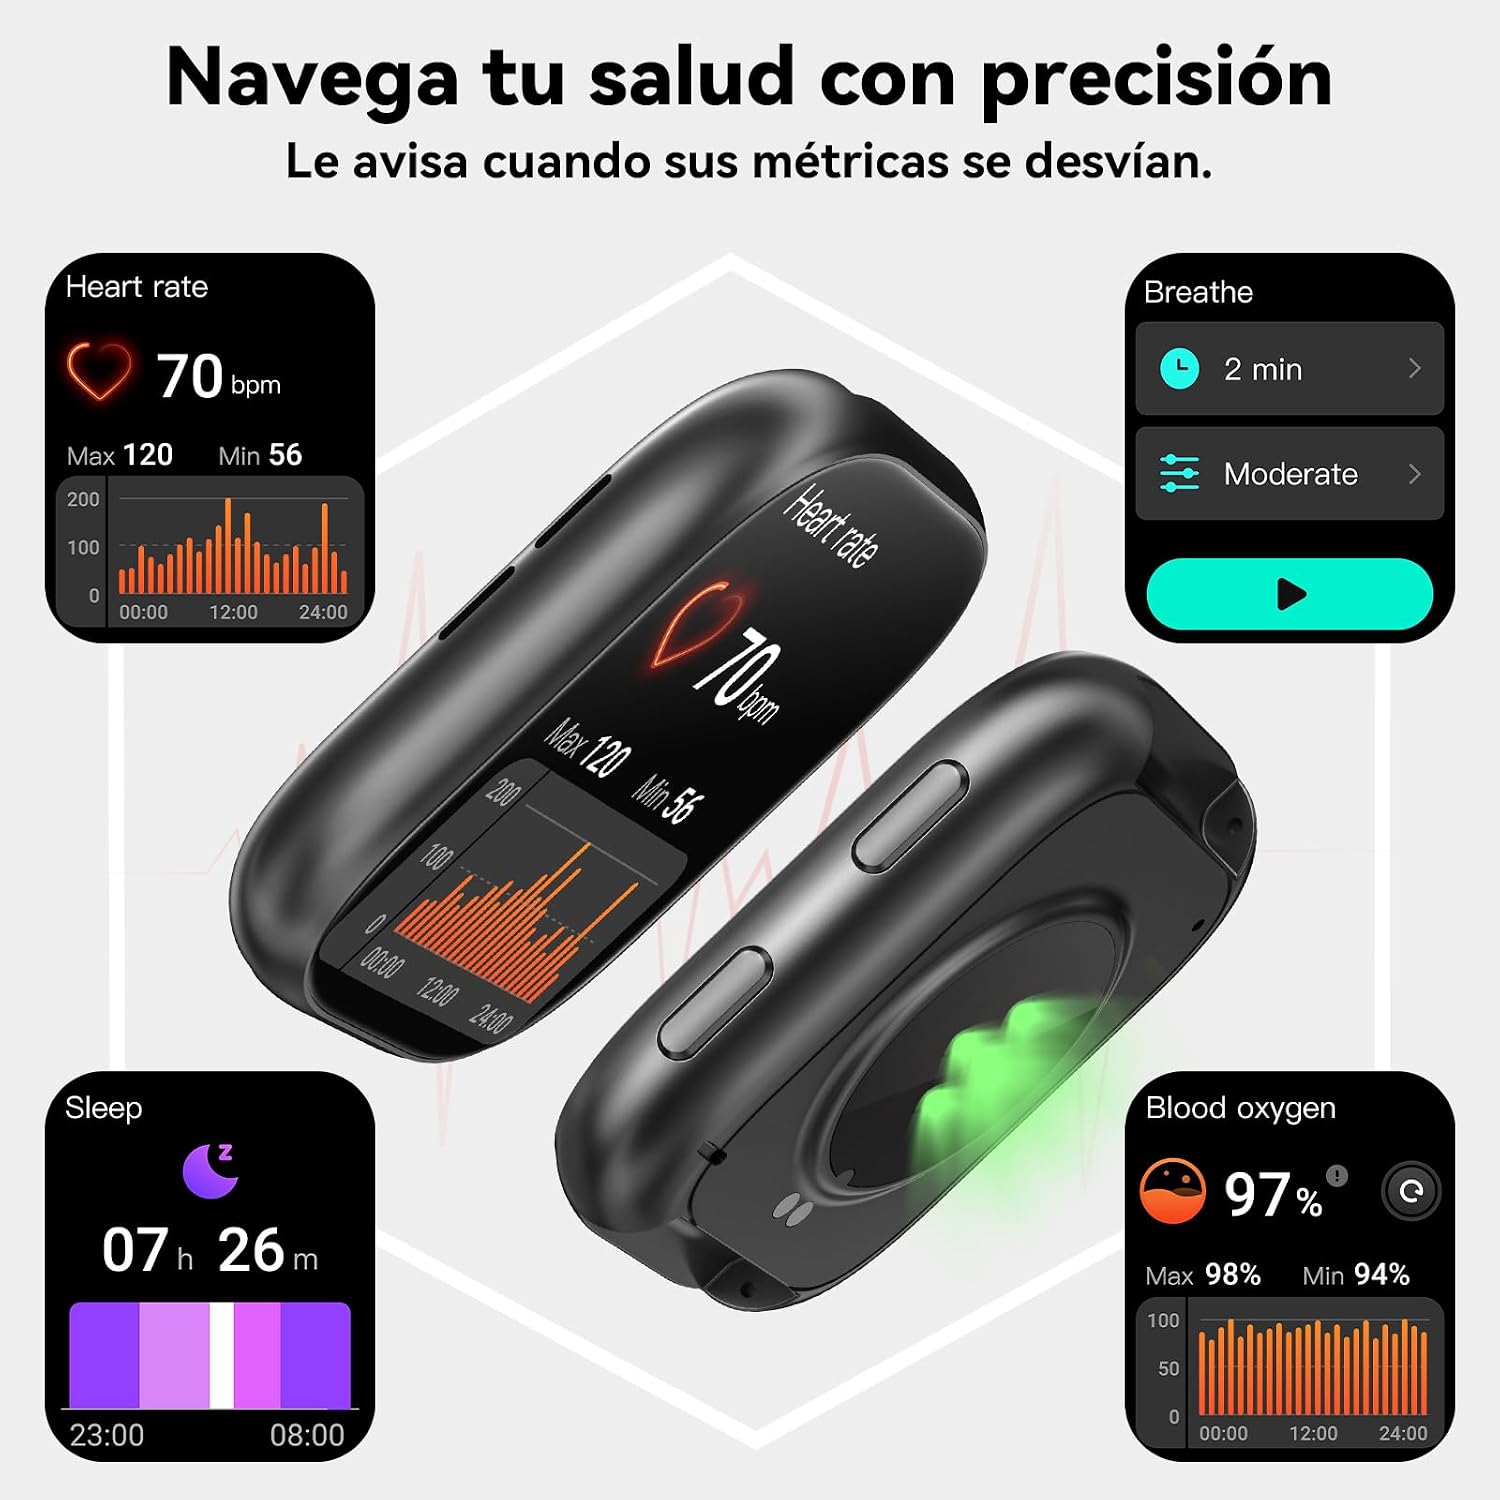 Navega tu salud con precisión
Le avisa cuando sus métricas se desvían.
Heart rate
70 bpm
Max 120 Min 56
200
100
0
00:00 12:00 24:00
Breathe
2 min
Moderate
Heart rate
70 bpm
Max 120 Min 56
200
100
0
00:00 12:00 24:00
Sleep
z
07 h 26 m
23:00 08:00
Blood oxygen
97 % !
Max 98% Min 94%
100
50
0
00:00 12:00 24:00